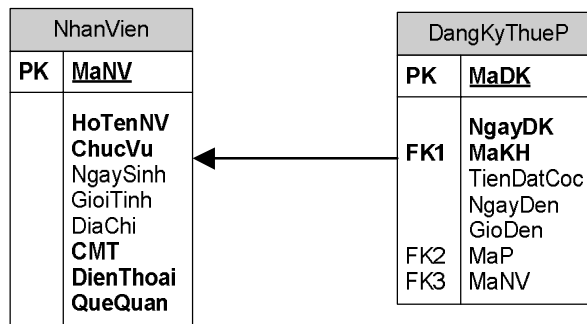 NhanVien
PK MaNV
HoTenNV
ChucVu
NgaySinh
GioiTinh
DiaChi
CMT
DienThoai
QueQuan
DangKyThueP
PK MaDK
NgayDK
FK1 MaKH
TienDatCoc
NgayDen
GioDen
FK2 MaP
FK3 MaNV